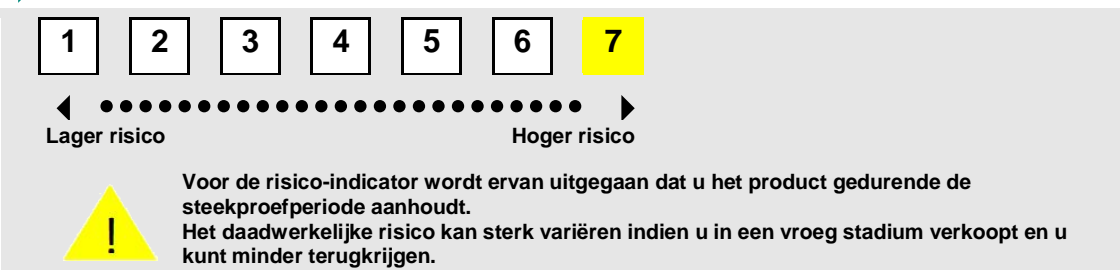 1 2 3 4 5 6 7
Lager risico Hoger risico
!
Voor de risico-indicator wordt ervan uitgegaan dat u het product gedurende de
steekproefperiode aanhoudt.
Het daadwerkelijke risico kan sterk variëren indien u in een vroeg stadium verkoopt en u
kunt minder terugkrijgen.